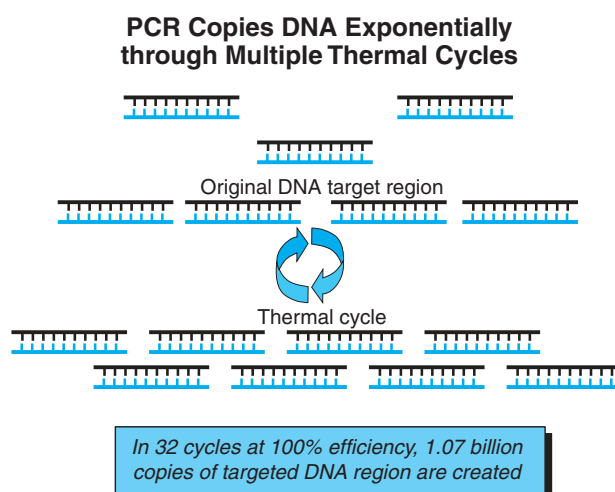 PCR Copies DNA Exponentially
through Multiple Thermal Cycles
Original DNA target region
Thermal cycle
In 32 cycles at 100% efficiency, 1.07 billion
copies of targeted DNA region are created